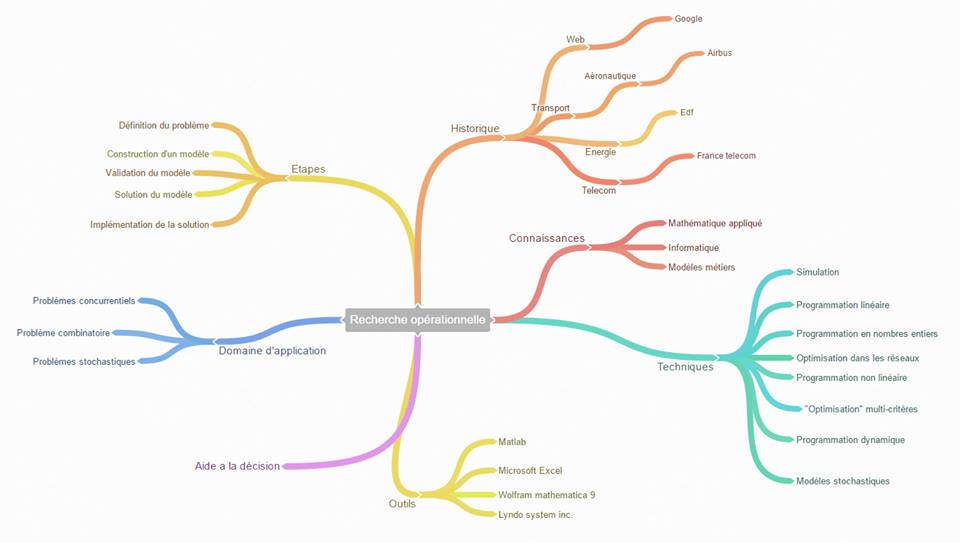 Recherche opérationnelle
Historique
Web
Google
Transport
Aéronautique
Airbus
Energie
Edf
Telecom
France telecom
Connaissances
Mathématique appliqué
Informatique
Modèles métiers
Techniques
Simulation
Programmation linéaire
Programmation en nombres entiers
Optimisation dans les réseaux
Programmation non linéaire
"Optimisation" multi-critères
Programmation dynamique
Modèles stochastiques
Outils
Matlab
Microsoft Excel
Wolfram mathematica 9
Lyndo system inc.
Aide a la décision
Domaine d'application
Problémes concurrentiels
Problème combinatoire
Problémes stochastiques
Etapes
Définition du problème
Construction d'un modèle
Validation du modèle
Solution du modèle
Implémentation de la solution